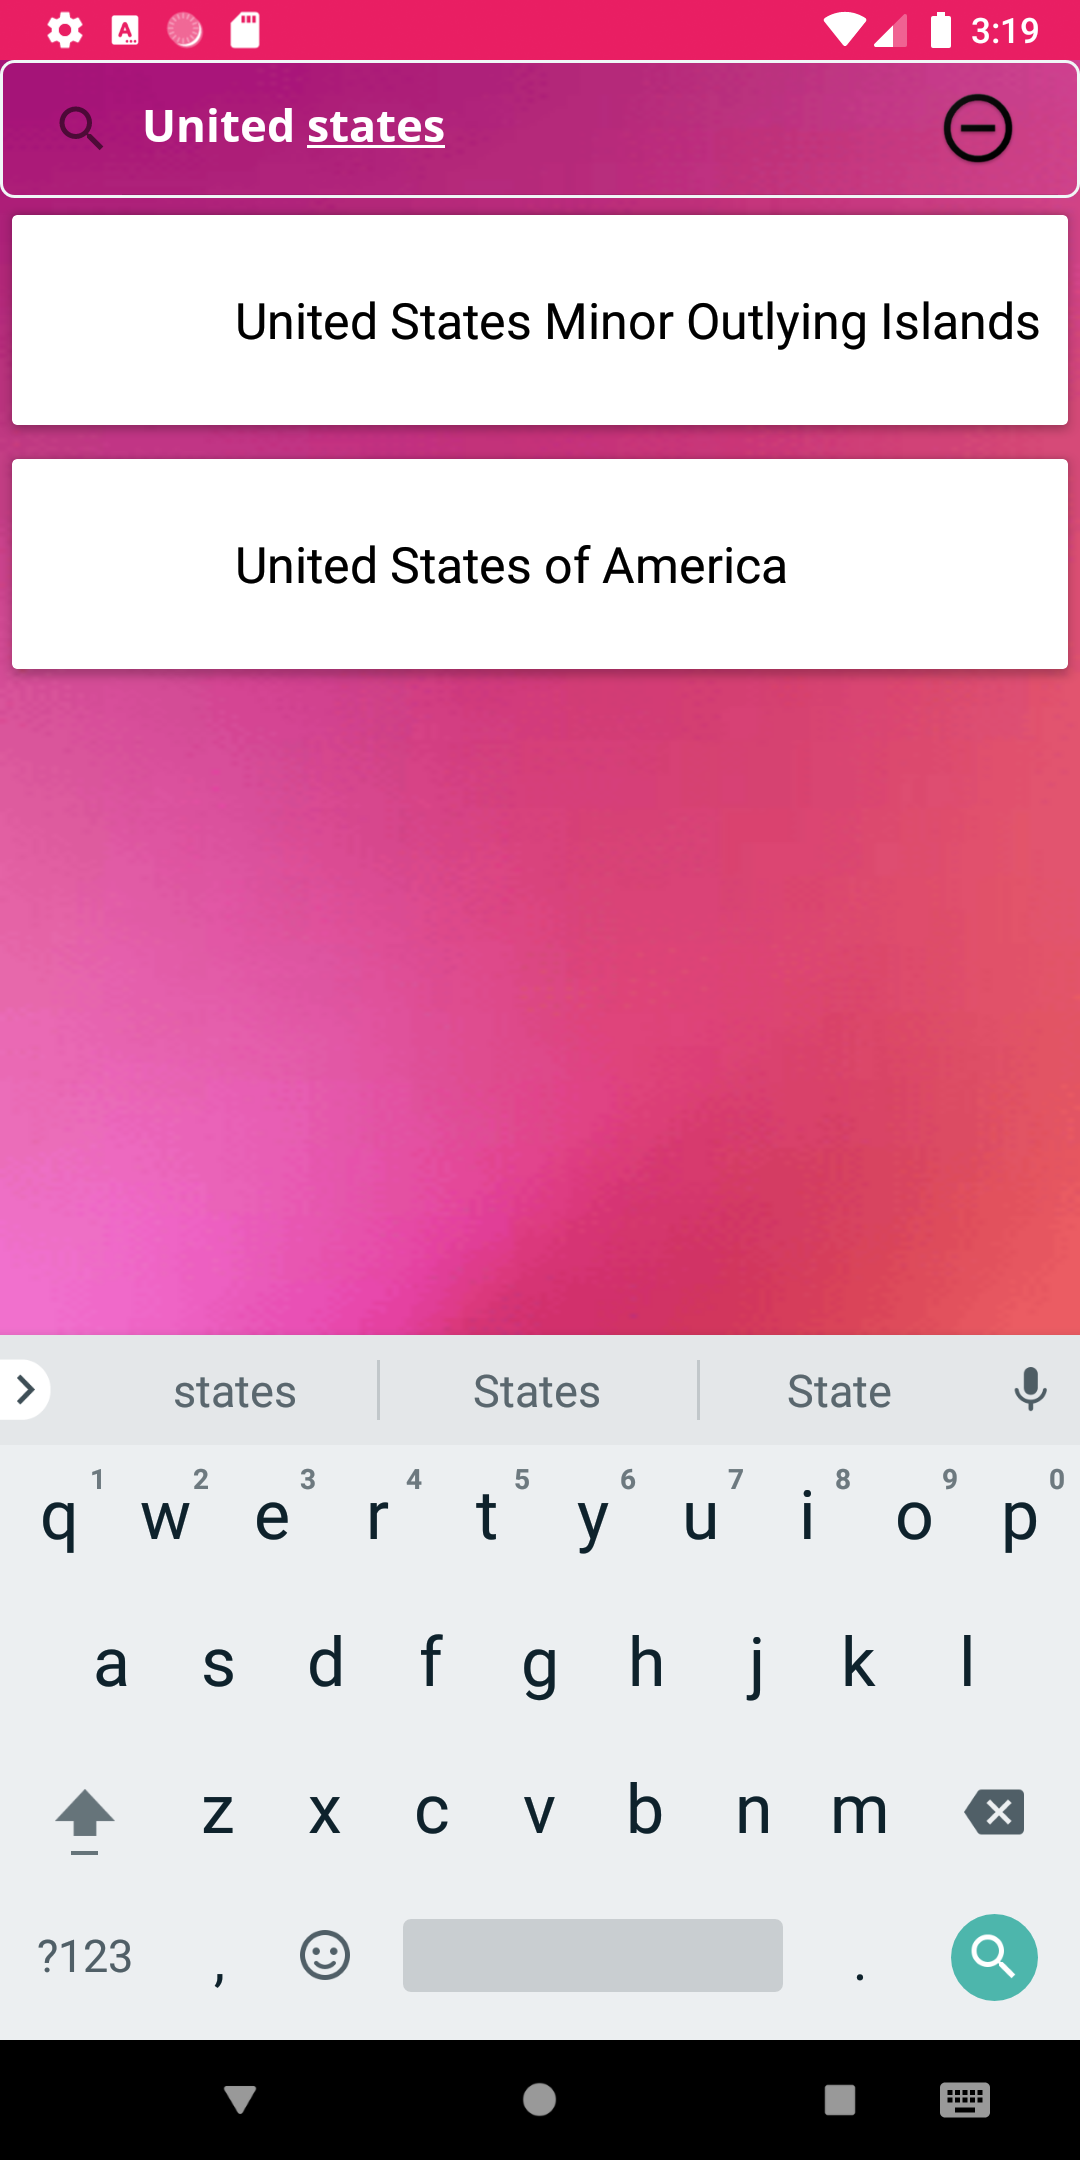 3:19
United states
United States Minor Outlying Islands
United States of America
states States State
1 2 3 4 5 6 7 8 9 0
q w e r t y u i o p
a s d f g h j k l
z x c v b n m
?123 , .